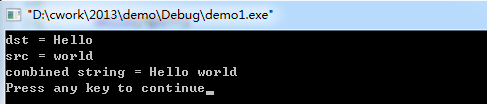 "D:\cwork\2013\demo\Debug\demo1.exe"
dst = Hello
src = world
combined string = Hello world
Press any key to continue